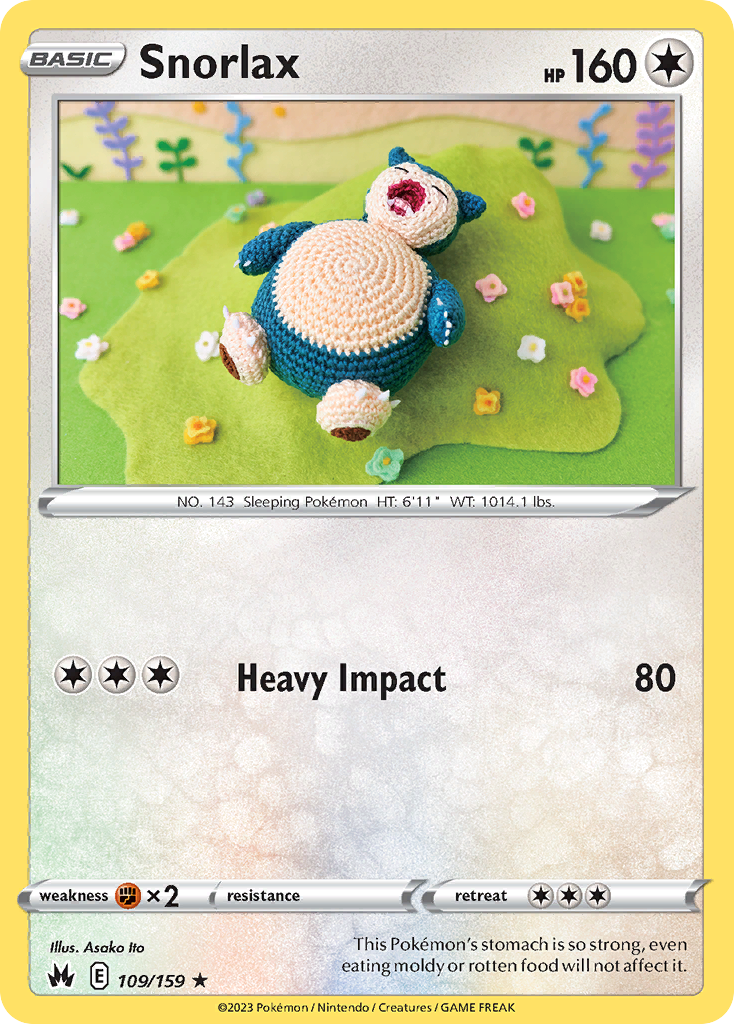 BASIC Snorlax HP 160
NO. 143 Sleeping Pokémon HT: 6'11" WT: 1014.1 lbs.
Heavy Impact 80
weakness ×2 resistance retreat
Illus. Asako Ito
This Pokémon's stomach is so strong, even
eating moldy or rotten food will not affect it.
E 109/159 ★
©2023 Pokémon / Nintendo / Creatures / GAME FREAK